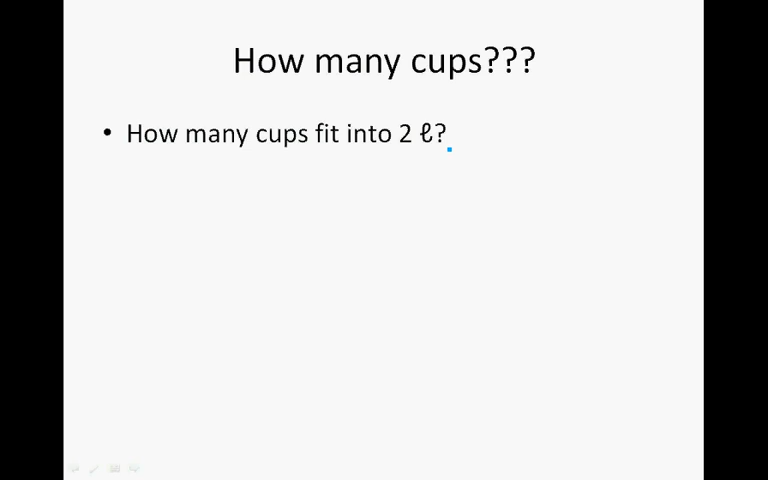 How many cups???
• How many cups fit into 2 ℓ?